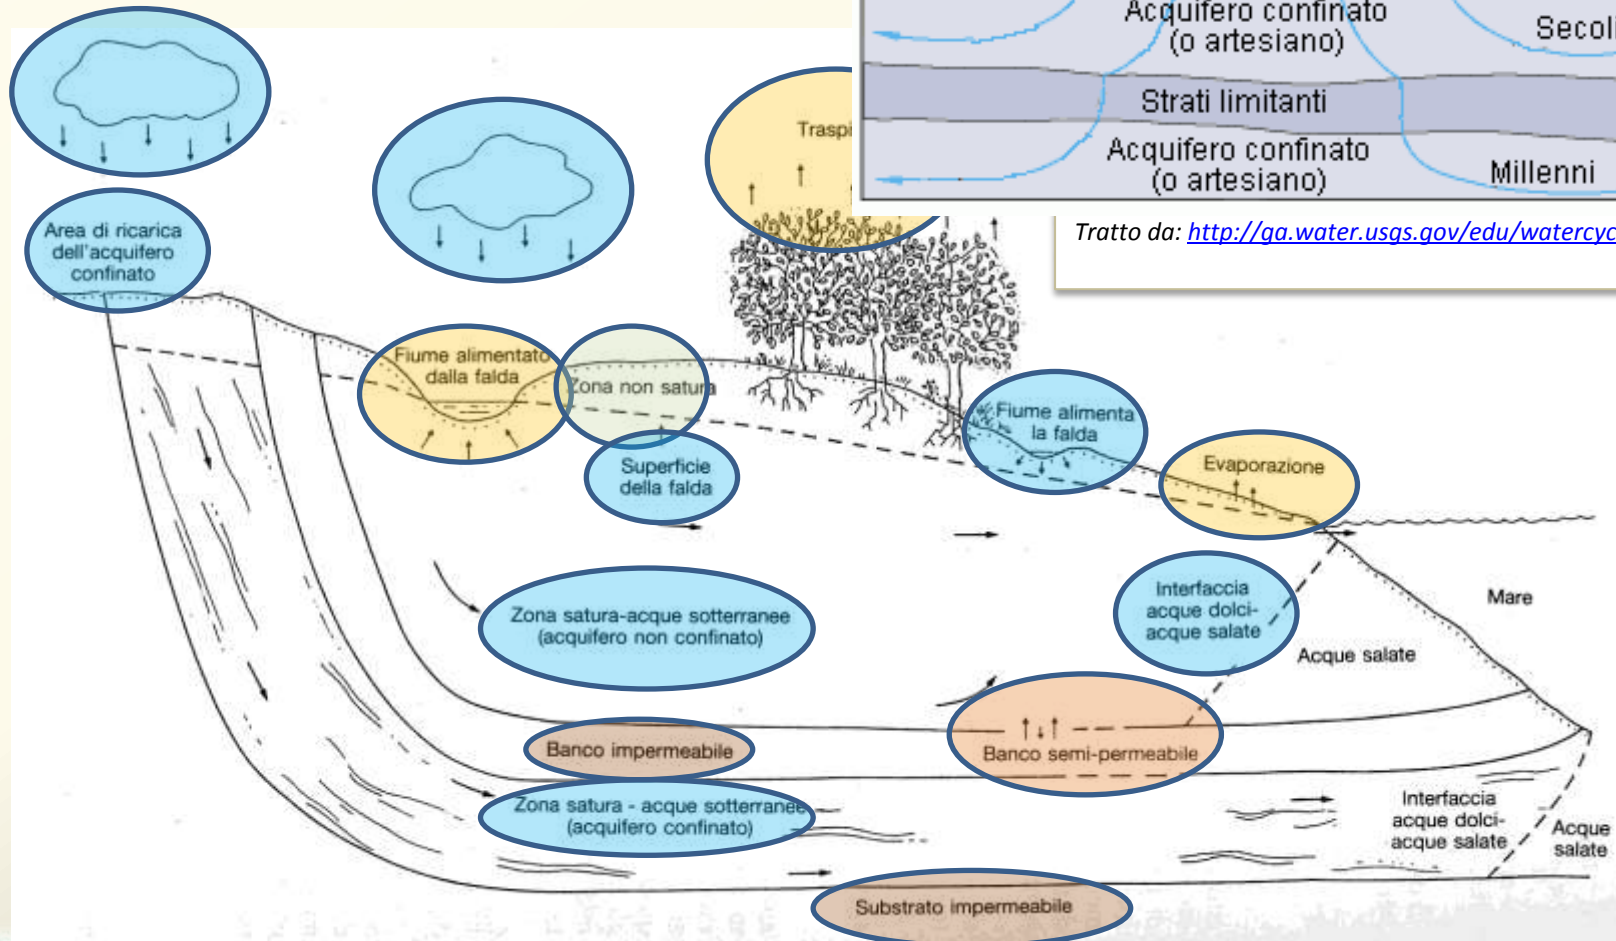 Acquifero confinato
(o artesiano)
Secoli
Strati limitanti
Acquifero confinato
(o artesiano)
Millenni
Tratto da: http://ga.water.usgs.gov/edu/watercyc
Traspi
Area di ricarica
dell'acquifero
confinato
Fiume alimentato
dalla falda
Zona non satura
Superficie
della falda
Fiume alimenta
la falda
Evaporazione
Zona satura-acque sotterranee
(acquifero non confinato)
Interfaccia
acque dolci-
acque salate
Mare
Acque salate
Banco impermeabile
Banco semi-permeabile
Zona satura - acque sotterranee
(acquifero confinato)
Interfaccia
acque dolci-
acque salate
Acque
salate
Substrato impermeabile